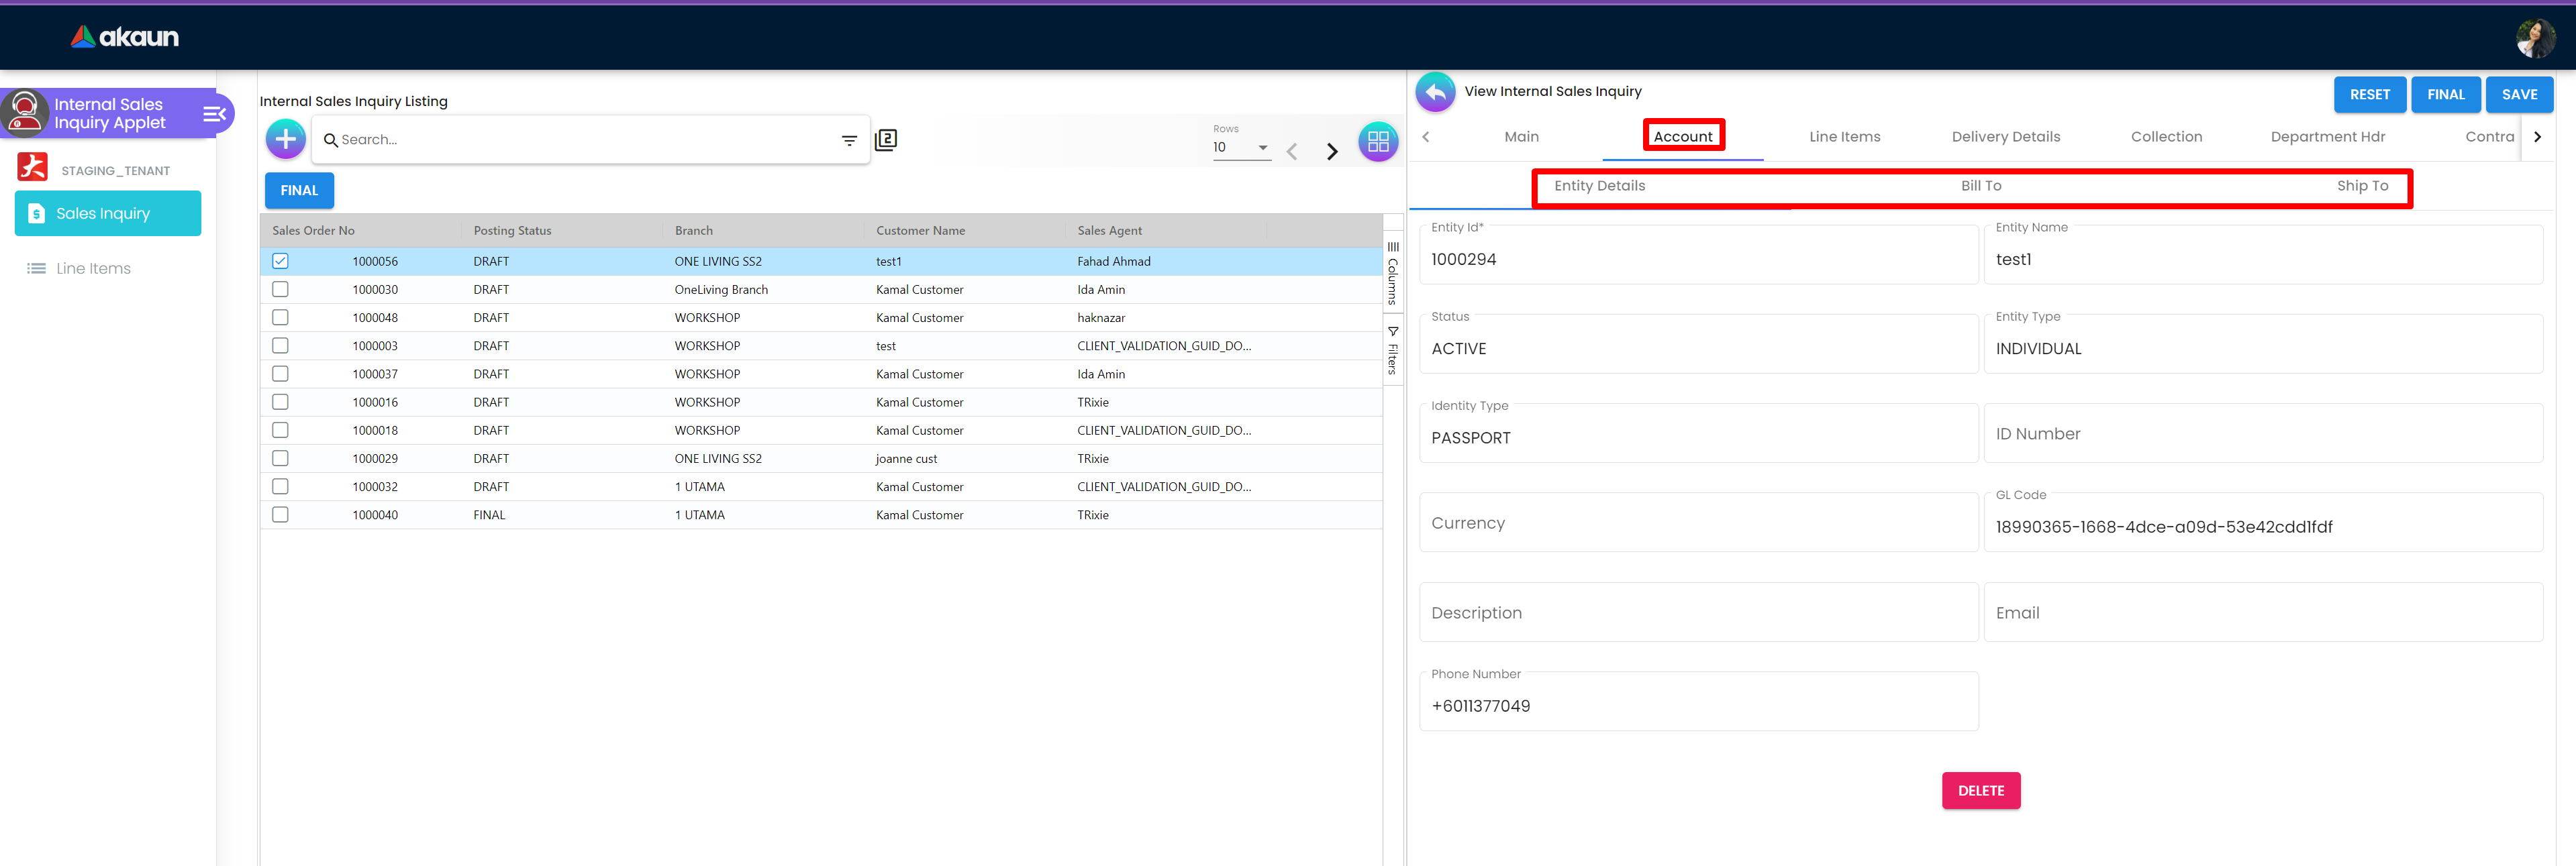 akaun
Internal Sales
Inquiry Applet
STAGING_TENANT
Sales Inquiry
Line Items
Internal Sales Inquiry Listing
Search...
2
Rows
10
FINAL
Sales Order No Posting Status Branch Customer Name Sales Agent
1000056 DRAFT ONE LIVING SS2 test1 Fahad Ahmad
1000030 DRAFT OneLiving Branch Kamal Customer Ida Amin
1000048 DRAFT WORKSHOP Kamal Customer haknazar
1000003 DRAFT WORKSHOP test CLIENT_VALIDATION_GUID_DO...
1000037 DRAFT WORKSHOP Kamal Customer Ida Amin
1000016 DRAFT WORKSHOP Kamal Customer TRixie
1000018 DRAFT WORKSHOP Kamal Customer CLIENT_VALIDATION_GUID_DO...
1000029 DRAFT ONE LIVING SS2 joanne cust TRixie
1000032 DRAFT 1 UTAMA Kamal Customer CLIENT_VALIDATION_GUID_DO...
1000040 FINAL 1 UTAMA Kamal Customer TRixie
Columns
Filters
View Internal Sales Inquiry
RESET FINAL SAVE
Main Account Line Items Delivery Details Collection Department Hdr Contra
Entity Details Bill To Ship To
Entity Id* Entity Name
1000294 test1
Status Entity Type
ACTIVE INDIVIDUAL
Identity Type
PASSPORT ID Number
GL Code
Currency 18990365-1668-4dce-a09d-53e42cdd1fdf
Description Email
Phone Number
+6011377049
DELETE